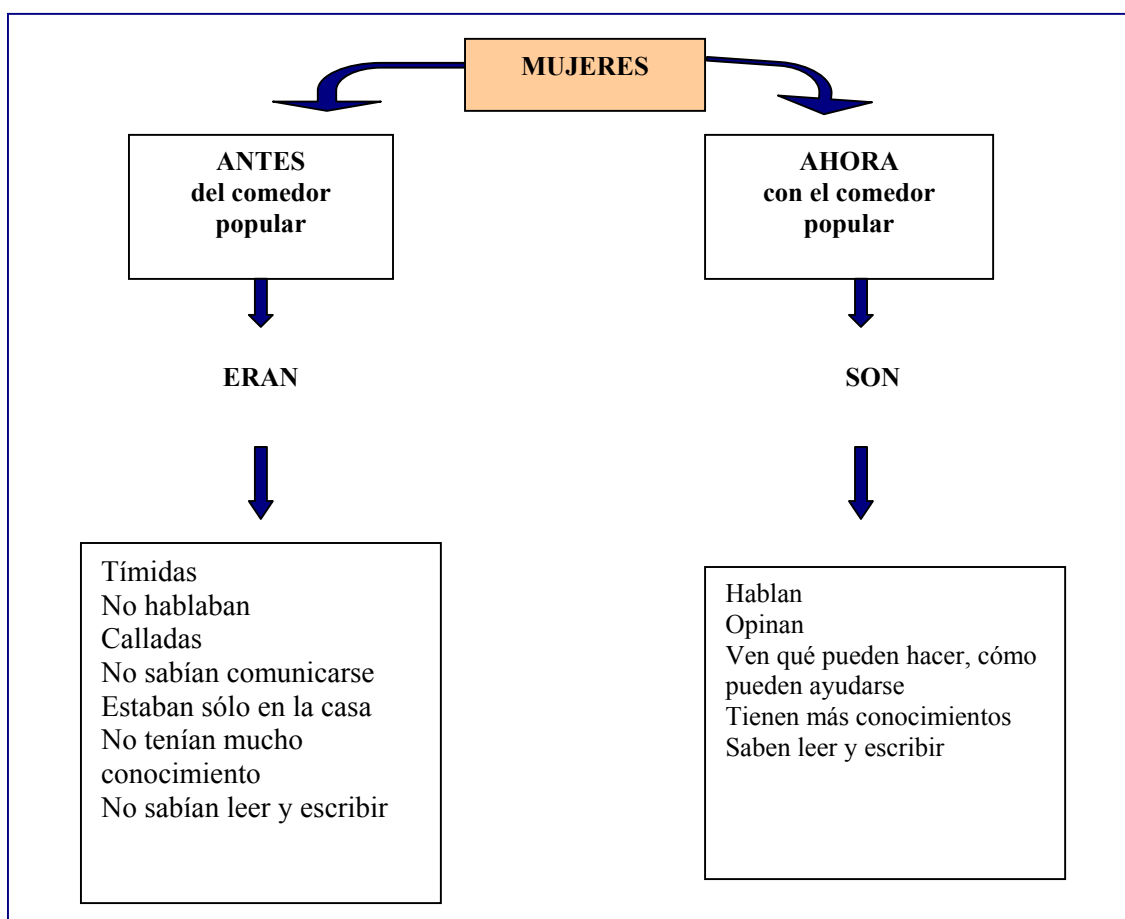 MUJERES
ANTES
del comedor
popular
AHORA
con el comedor
popular
ERAN
SON
Tímidas
No hablaban
Calladas
No sabían comunicarse
Estaban sólo en la casa
No tenían mucho
conocimiento
No sabían leer y escribir
Hablan
Opinan
Ven qué pueden hacer, cómo
pueden ayudarse
Tienen más conocimientos
Saben leer y escribir